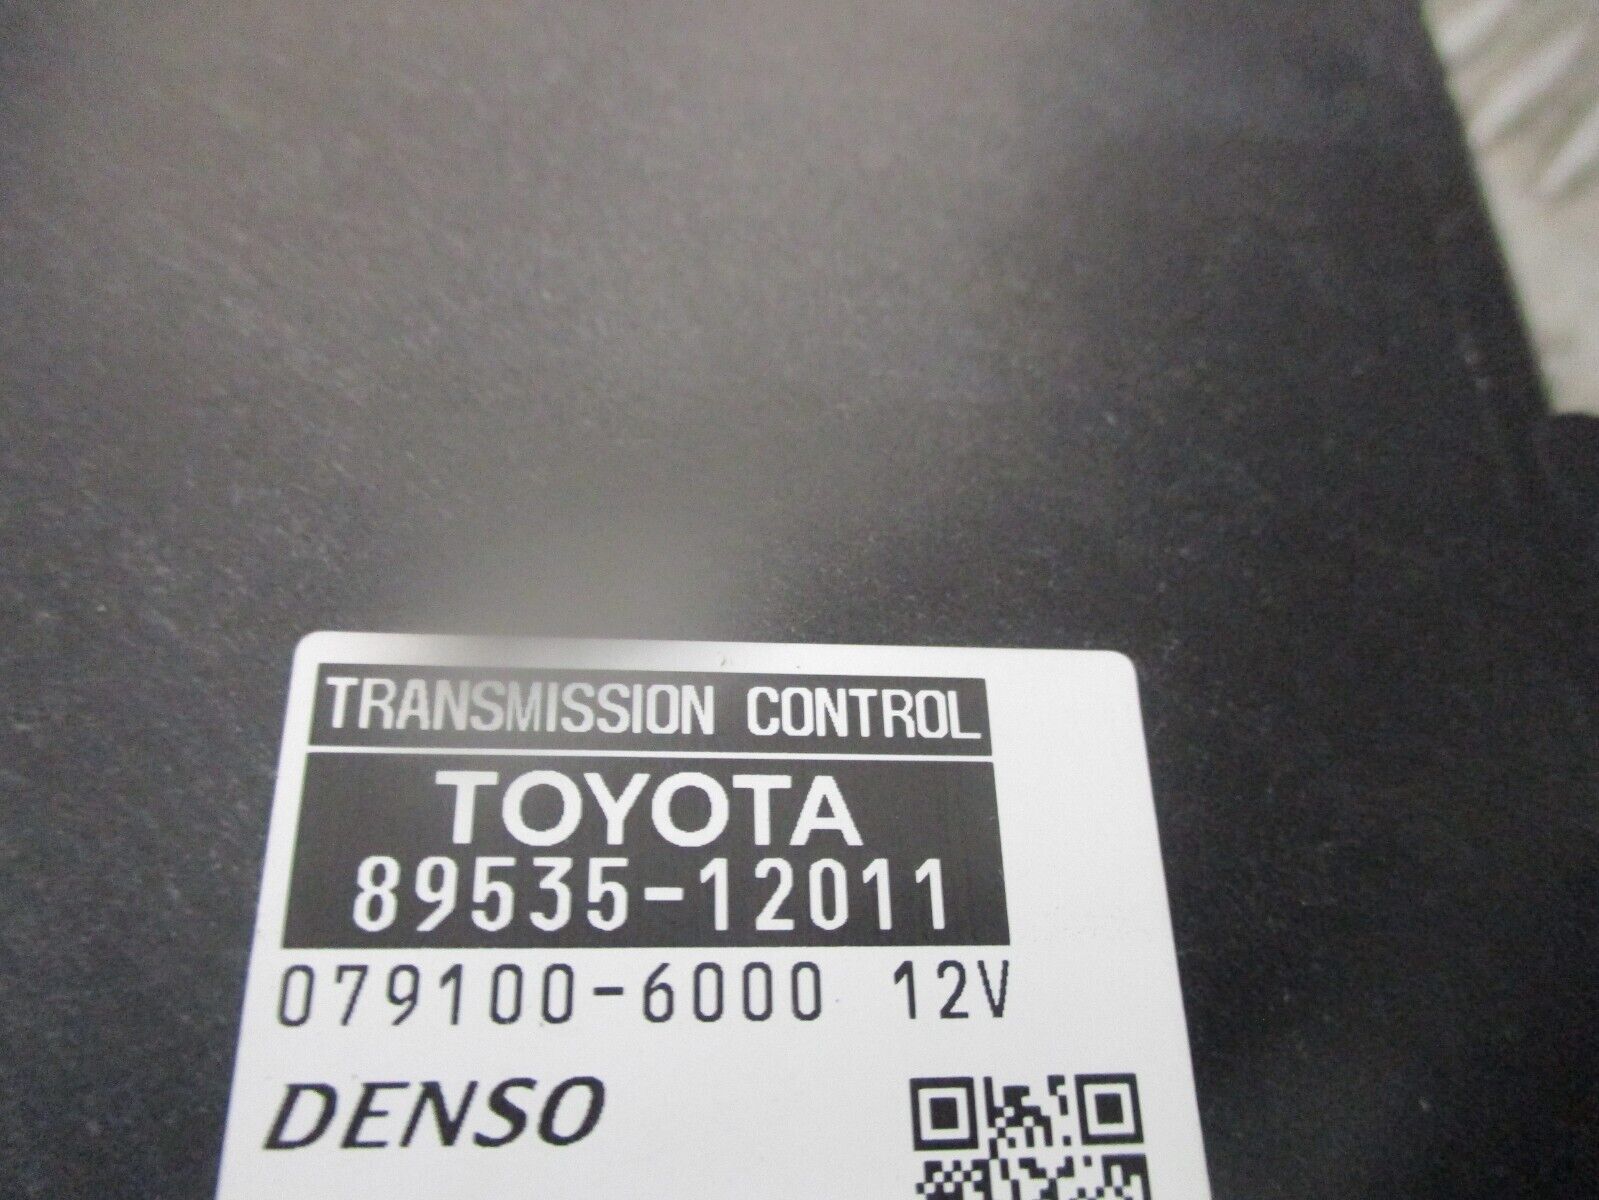 TRANSMISSION CONTROL
TOYOTA
89535-12011
079100-6000 12V
DENSO